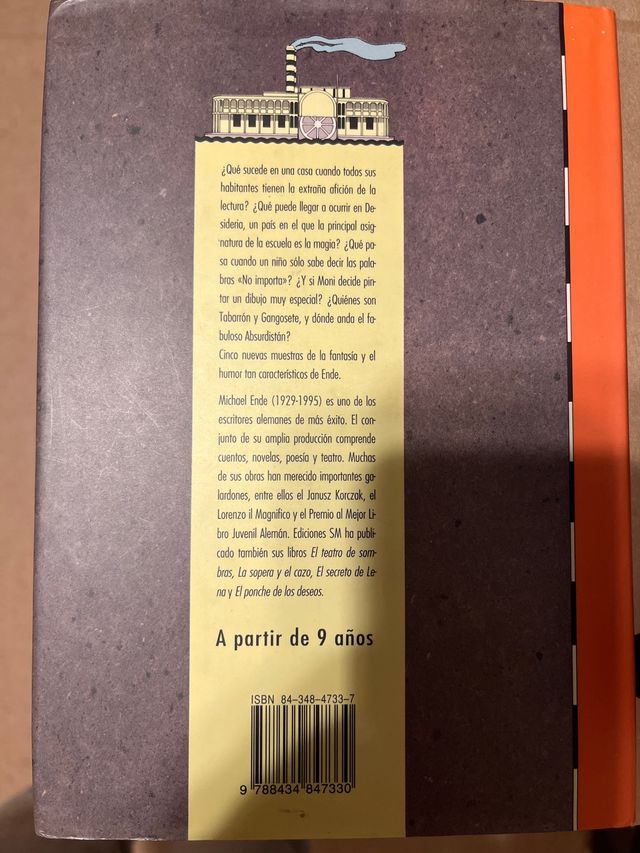 ¿Qué sucede en una casa cuando todos sus
habitantes tienen la extraña afición de la
lectura? ¿Qué puede llegar a ocurrir en De-
sideria, un país en el que la principal asig-
natura de la escuela es la magia? ¿Qué pa-
sa cuando un niño sólo sabe decir las pala-
bras «No importa»? ¿Y si Moni decide pin-
tar un dibujo muy especial? ¿Quiénes son
Tabarrón y Gangosete, y dónde anda el fa-
buloso Absurdistán?
Cinco nuevas muestras de la fantasía y el
humor tan característicos de Ende.
Michael Ende (1929-1995) es uno de los
escritores alemanes de más éxito. El con-
junto de su amplia producción comprende
cuentos, novelas, poesía y teatro. Muchas
de sus obras han merecido importantes ga-
lardones, entre ellos el Janusz Korczak, el
Lorenzo il Magnifico y el Premio al Mejor Li-
bro Juvenil Alemán. Ediciones SM ha publi-
cado también sus libros El teatro de som-
bras, La sopera y el cazo, El secreto de Le-
na y El ponche de los deseos.
A partir de 9 años
ISBN 84-348-4733-7
9 788434 847330